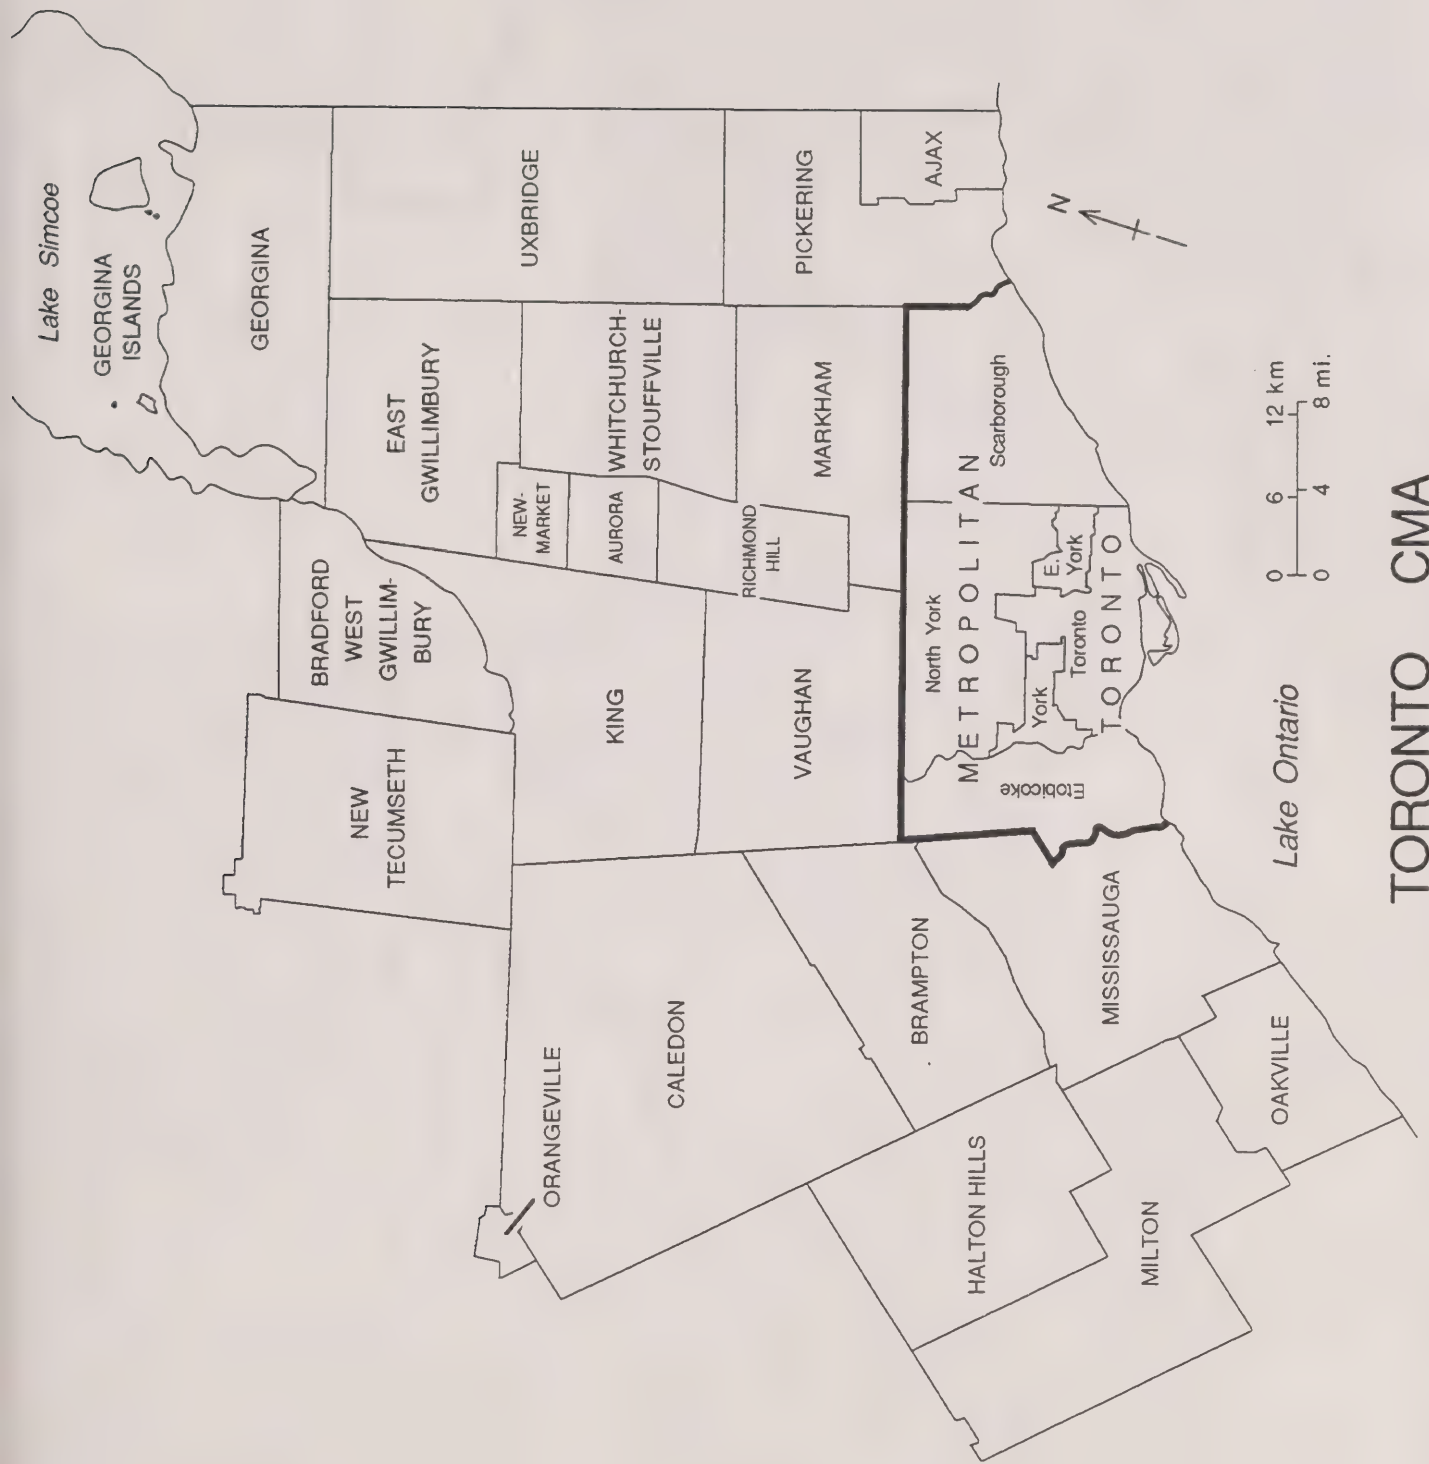 Lake Simcoe
GEORGINA
ISLANDS
GEORGINA
BRADFORD
WEST
GWILLIM-
BURY
EAST
GWILLIMBURY
UXBRIDGE
NEW
TECUMSETH
NEW-
MARKET
WHITCHURCH-
STOUFFVILLE
AURORA
KING
ORANGEVILLE
CALEDON
RICHMOND
HILL
VAUGHAN
MARKHAM
PICKERING
AJAX
BRAMPTON
North York
METROPOLITAN
Scarborough
Etobicoke
York
E.
York
Toronto
TORONTO
HALTON HILLS
MISSISSAUGA
MILTON
OAKVILLE
N
Lake Ontario
0 6 12 km
0 4 8 mi.
TORONTO CMA